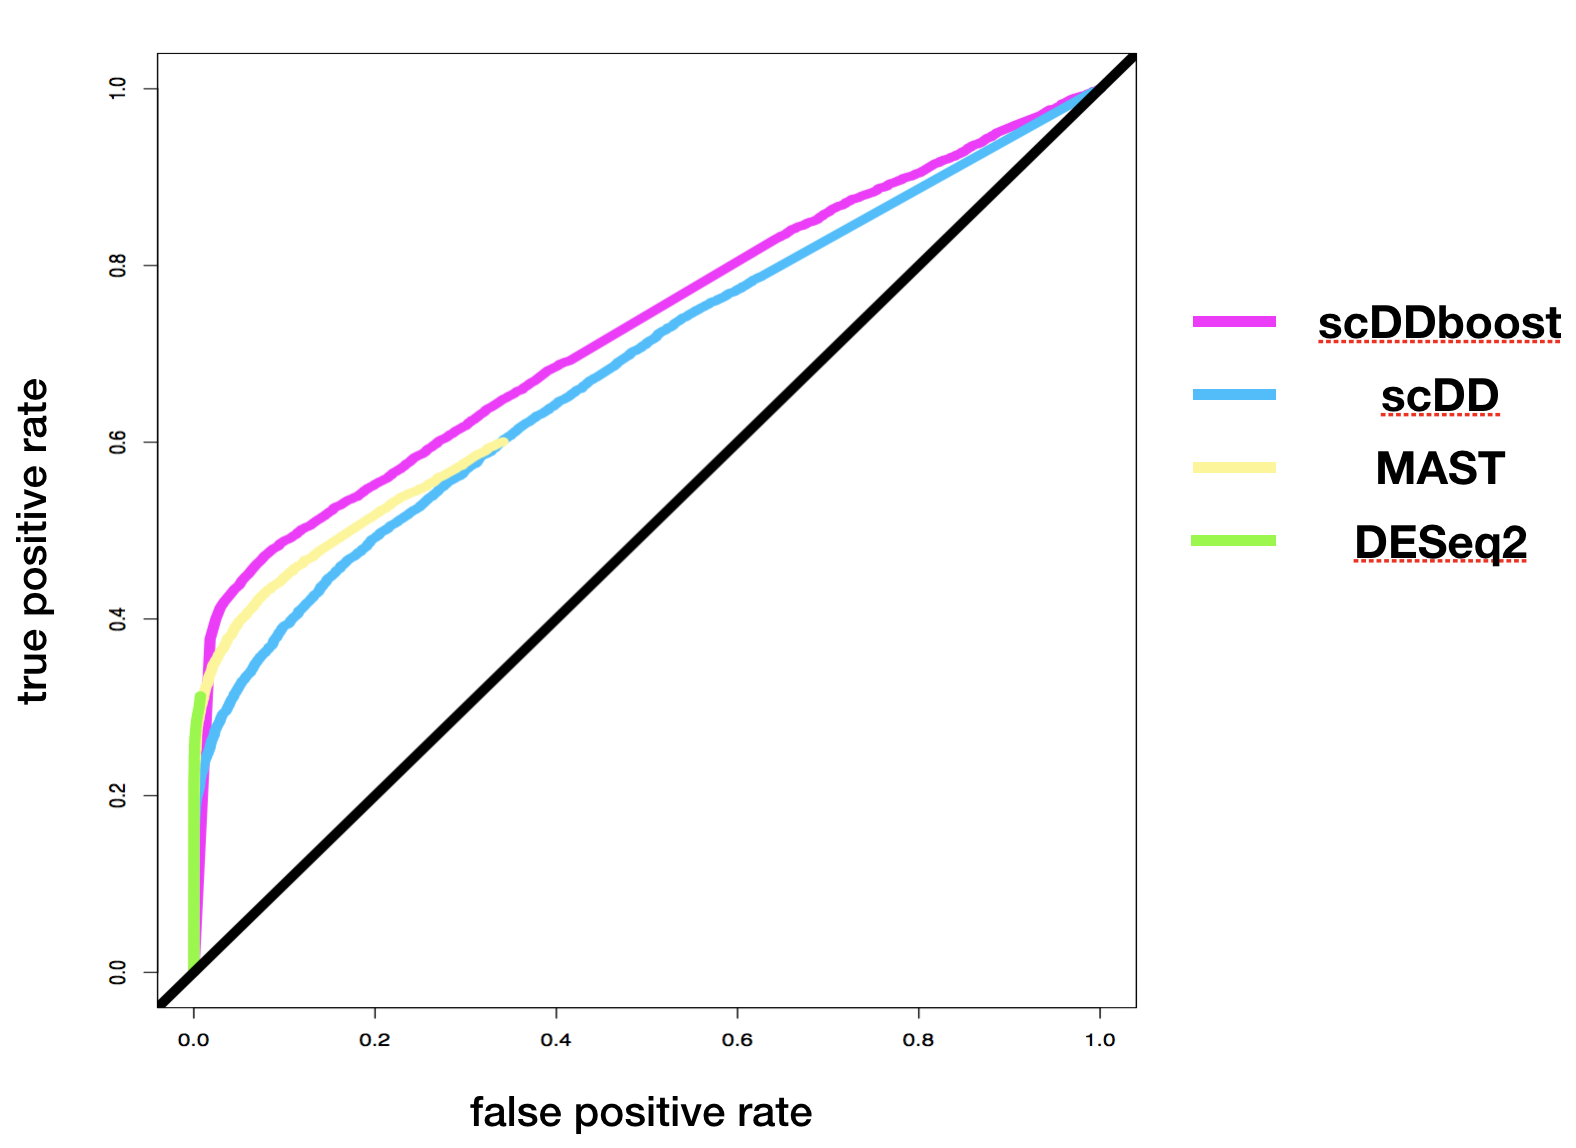 true positive rate
1.0
0.8
0.6
0.4
0.2
0.0
0.0 0.2 0.4 0.6 0.8 1.0
false positive rate
scDDboost
scDD
MAST
DESeq2